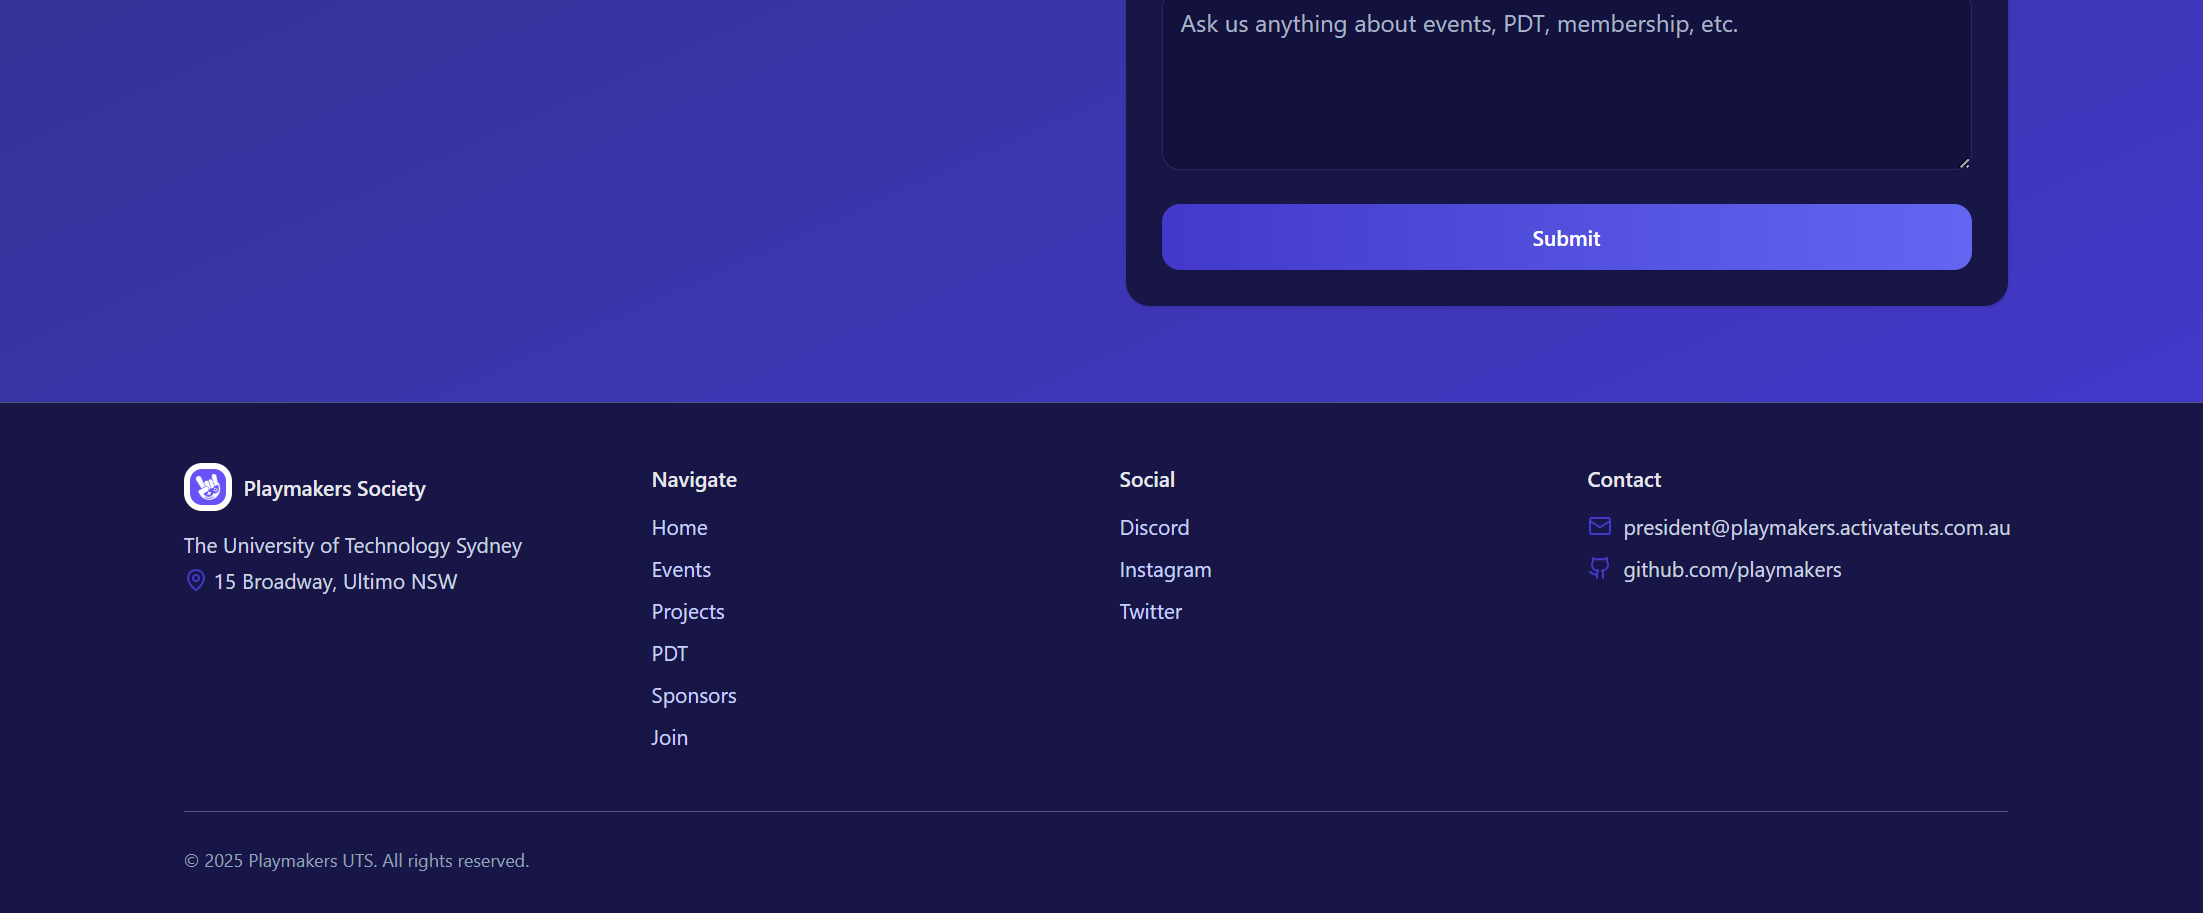 Ask us anything about events, PDT, membership, etc.
Submit
Playmakers Society
The University of Technology Sydney
15 Broadway, Ultimo NSW
Navigate
Home
Events
Projects
PDT
Sponsors
Join
Social
Discord
Instagram
Twitter
Contact
president@playmakers.activateuts.com.au
github.com/playmakers
© 2025 Playmakers UTS. All rights reserved.